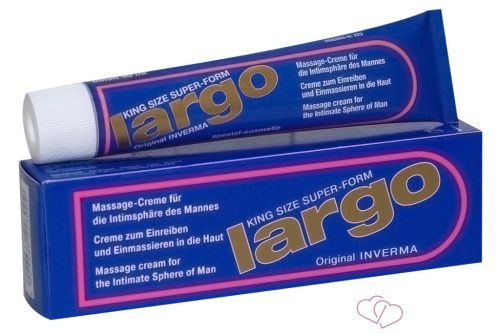 KING SIZE SUPER-FORM
largo
Original INVERMA
special-cosmetic
Massage-Creme für
die Intimsphäre des Mannes
Creme zum Einreiben
und Einmassieren in die Haut
Massage cream for
the Intimate Sphere of Man
Massage-Creme für
die Intimsphäre des Mannes
Creme zum Einreiben
und Einmassieren in die Haut
Massage cream for
the Intimate Sphere of Man
KING SIZE SUPER-FORM
largo
Original INVERMA